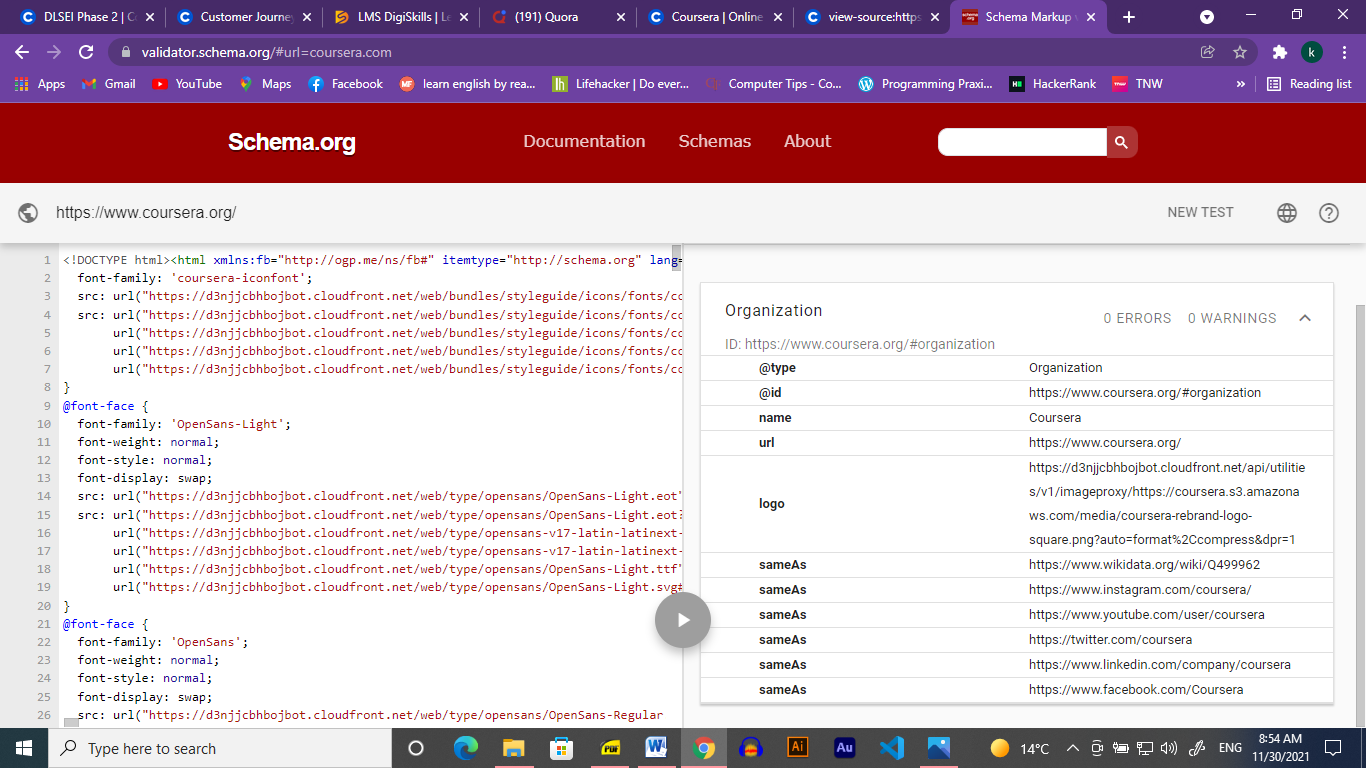 DLSEI Phase 2 | C
Customer Journey
LMS DigiSkills | Le
(191) Quora
Coursera | Online
view-source:https
Schema Markup
validator.schema.org/#url=coursera.com
k
Apps
Gmail
YouTube
Maps
Facebook
MF
learn english by rea...
lh
Lifehacker | Do ever...
Computer Tips - Co...
Programming Praxi...
HackerRank
TNW
»
Reading list
Schema.org
Documentation
Schemas
About
https://www.coursera.org/
NEW TEST
1 <!DOCTYPE html><html xmlns:fb="http://ogp.me/ns/fb#" itemtype="http://schema.org" lang=
2 font-family: 'coursera-iconfont';
3 src: url("https://d3njjcbhbojbot.cloudfront.net/web/bundles/styleguide/icons/fonts/co
4 src: url("https://d3njjcbhbojbot.cloudfront.net/web/bundles/styleguide/icons/fonts/co
5 url("https://d3njjcbhbojbot.cloudfront.net/web/bundles/styleguide/icons/fonts/co
6 url("https://d3njjcbhbojbot.cloudfront.net/web/bundles/styleguide/icons/fonts/co
7 url("https://d3njjcbhbojbot.cloudfront.net/web/bundles/styleguide/icons/fonts/co
8 }
9 @font-face {
10 font-family: 'OpenSans-Light';
11 font-weight: normal;
12 font-style: normal;
13 font-display: swap;
14 src: url("https://d3njjcbhbojbot.cloudfront.net/web/type/opensans/OpenSans-Light.eot"
15 src: url("https://d3njjcbhbojbot.cloudfront.net/web/type/opensans/OpenSans-Light.eot?
16 url("https://d3njjcbhbojbot.cloudfront.net/web/type/opensans/opensans-v17-latin-latinext-
17 url("https://d3njjcbhbojbot.cloudfront.net/web/type/opensans/opensans-v17-latin-latinext-
18 url("https://d3njjcbhbojbot.cloudfront.net/web/type/opensans/OpenSans-Light.ttf"
19 url("https://d3njjcbhbojbot.cloudfront.net/web/type/opensans/OpenSans-Light.svg#
20 }
21 @font-face {
22 font-family: 'OpenSans';
23 font-weight: normal;
24 font-style: normal;
25 font-display: swap;
26 src: url("https://d3njjcbhbojbot.cloudfront.net/web/type/opensans/OpenSans-Regular
Organization
0 ERRORS 0 WARNINGS
ID: https://www.coursera.org/#organization
@type Organization
@id https://www.coursera.org/#organization
name Coursera
url https://www.coursera.org/
logo https://d3njjcbhbojbot.cloudfront.net/api/utilitie
s/v1/imageproxy/https://coursera.s3.amazona
ws.com/media/coursera-rebrand-logo-
square.png?auto=format%2Ccompress&dpr=1
sameAs https://www.wikidata.org/wiki/Q499962
sameAs https://www.instagram.com/coursera/
sameAs https://www.youtube.com/user/coursera
sameAs https://twitter.com/coursera
sameAs https://www.linkedin.com/company/coursera
sameAs https://www.facebook.com/Coursera
Type here to search
PDF
W
Ai
Au
14°C
ENG
8:54 AM
11/30/2021